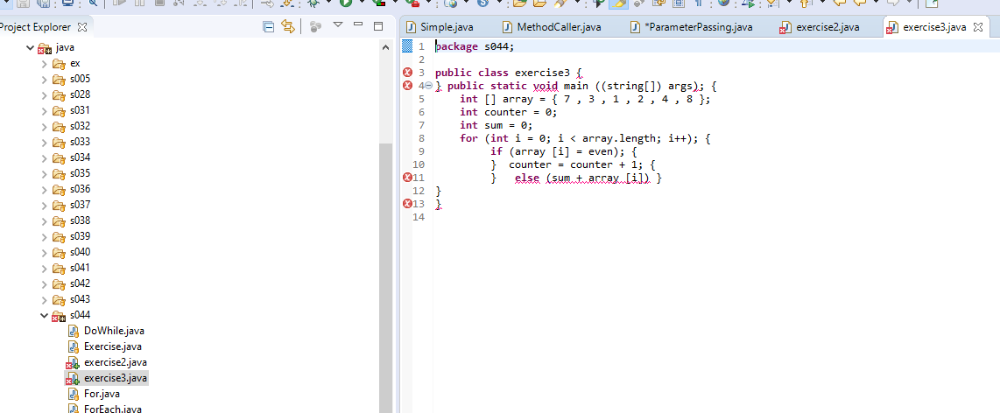 Project Explorer
java
ex
s005
s028
s031
s032
s033
s034
s035
s036
s037
s038
s039
s040
s041
s042
s043
s044
DoWhile.java
Exercise.java
exercise2.java
exercise3.java
For.java
ForEach.java
Simple.java MethodCaller.java *ParameterPassing.java exercise2.java exercise3.java
1 package s044;
2
3 public class exercise3 {
4 } public static void main ((string[]) args); {
5 int [] array = { 7 , 3 , 1 , 2 , 4 , 8 };
6 int counter = 0;
7 int sum = 0;
8 for (int i = 0; i < array.length; i++); {
9 if (array [i] = even); {
10 } counter = counter + 1; {
11 } else (sum + array [i]) }
12 }
13 }
14